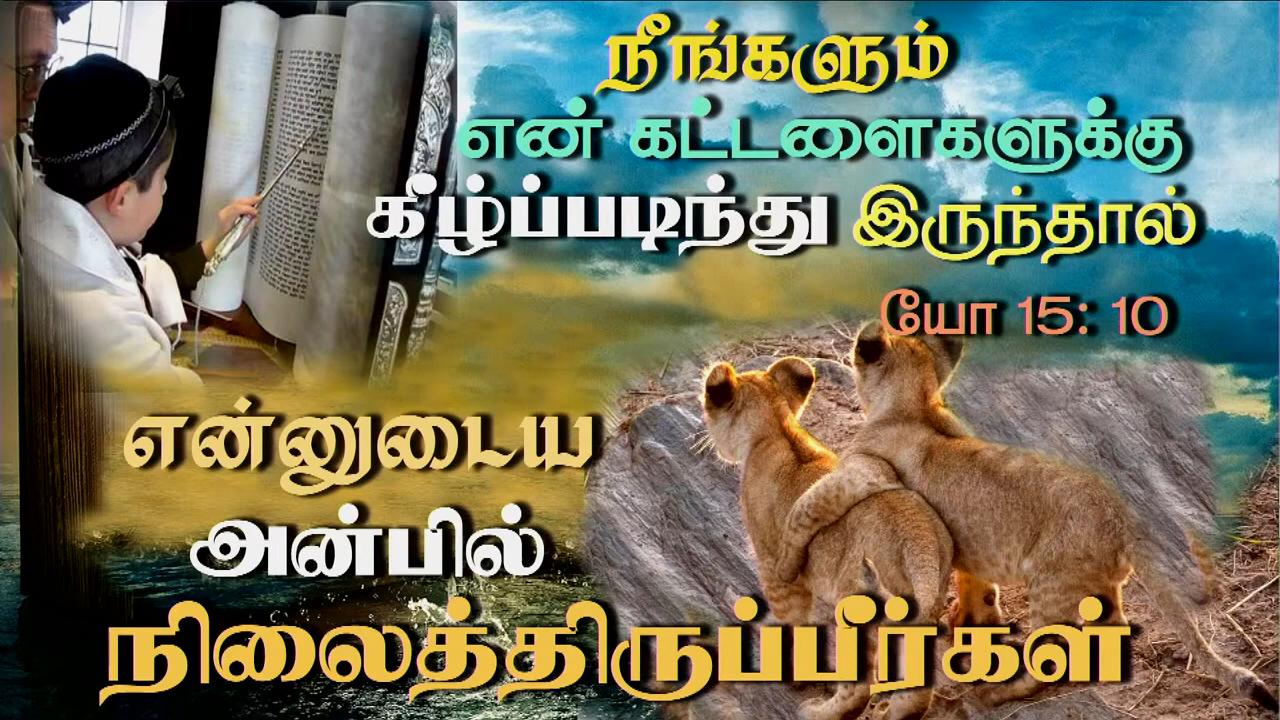 நீங்களும்
என் கட்டளைகளுக்கு
கீழ்ப்படிந்து இருந்தால்
யோ 15: 10
என்னுடைய
அன்பில்
நிலைத்திருப்பீர்கள்